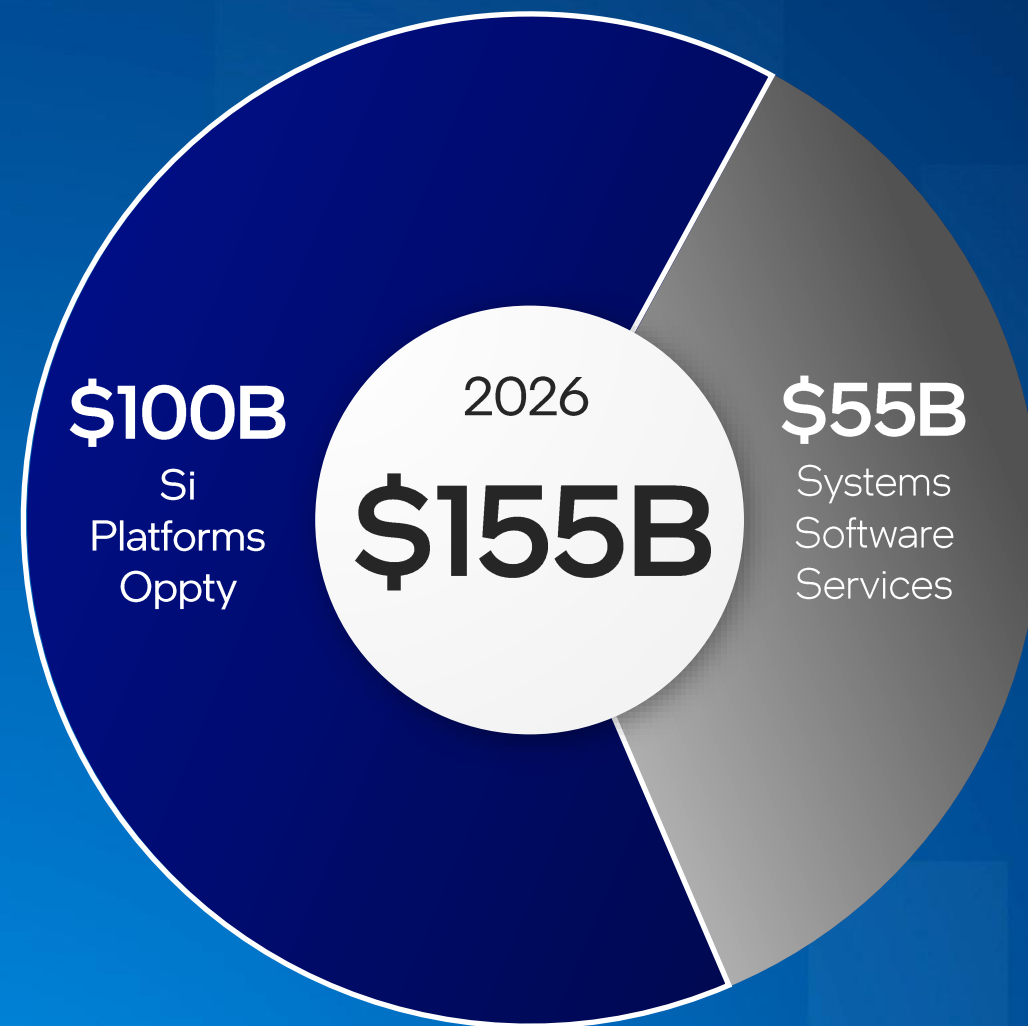 $100B
Si
Platforms
Oppty
2026
$155B
$55B
Systems
Software
Services